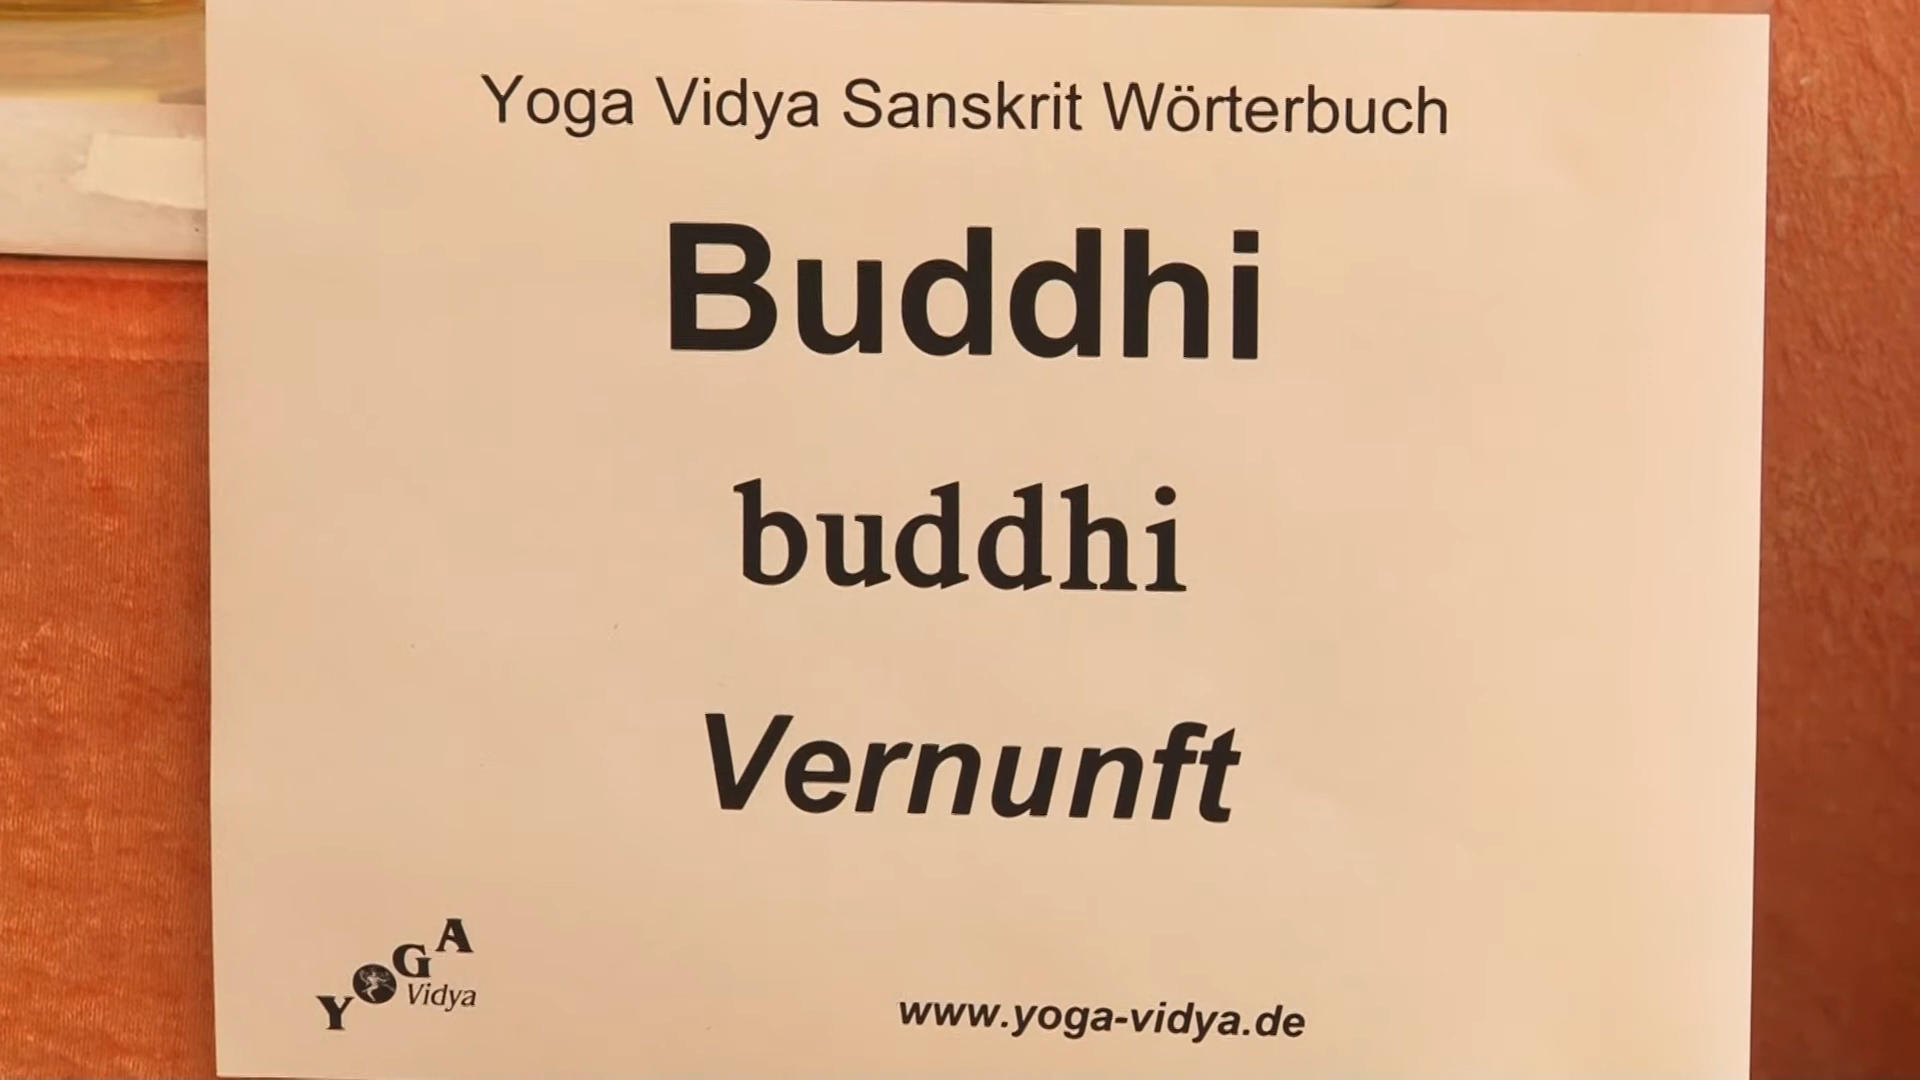 Yoga Vidya Sanskrit Wörterbuch
Buddhi
buddhi
Vernunft
YOGA
Vidya
www.yoga-vidya.de